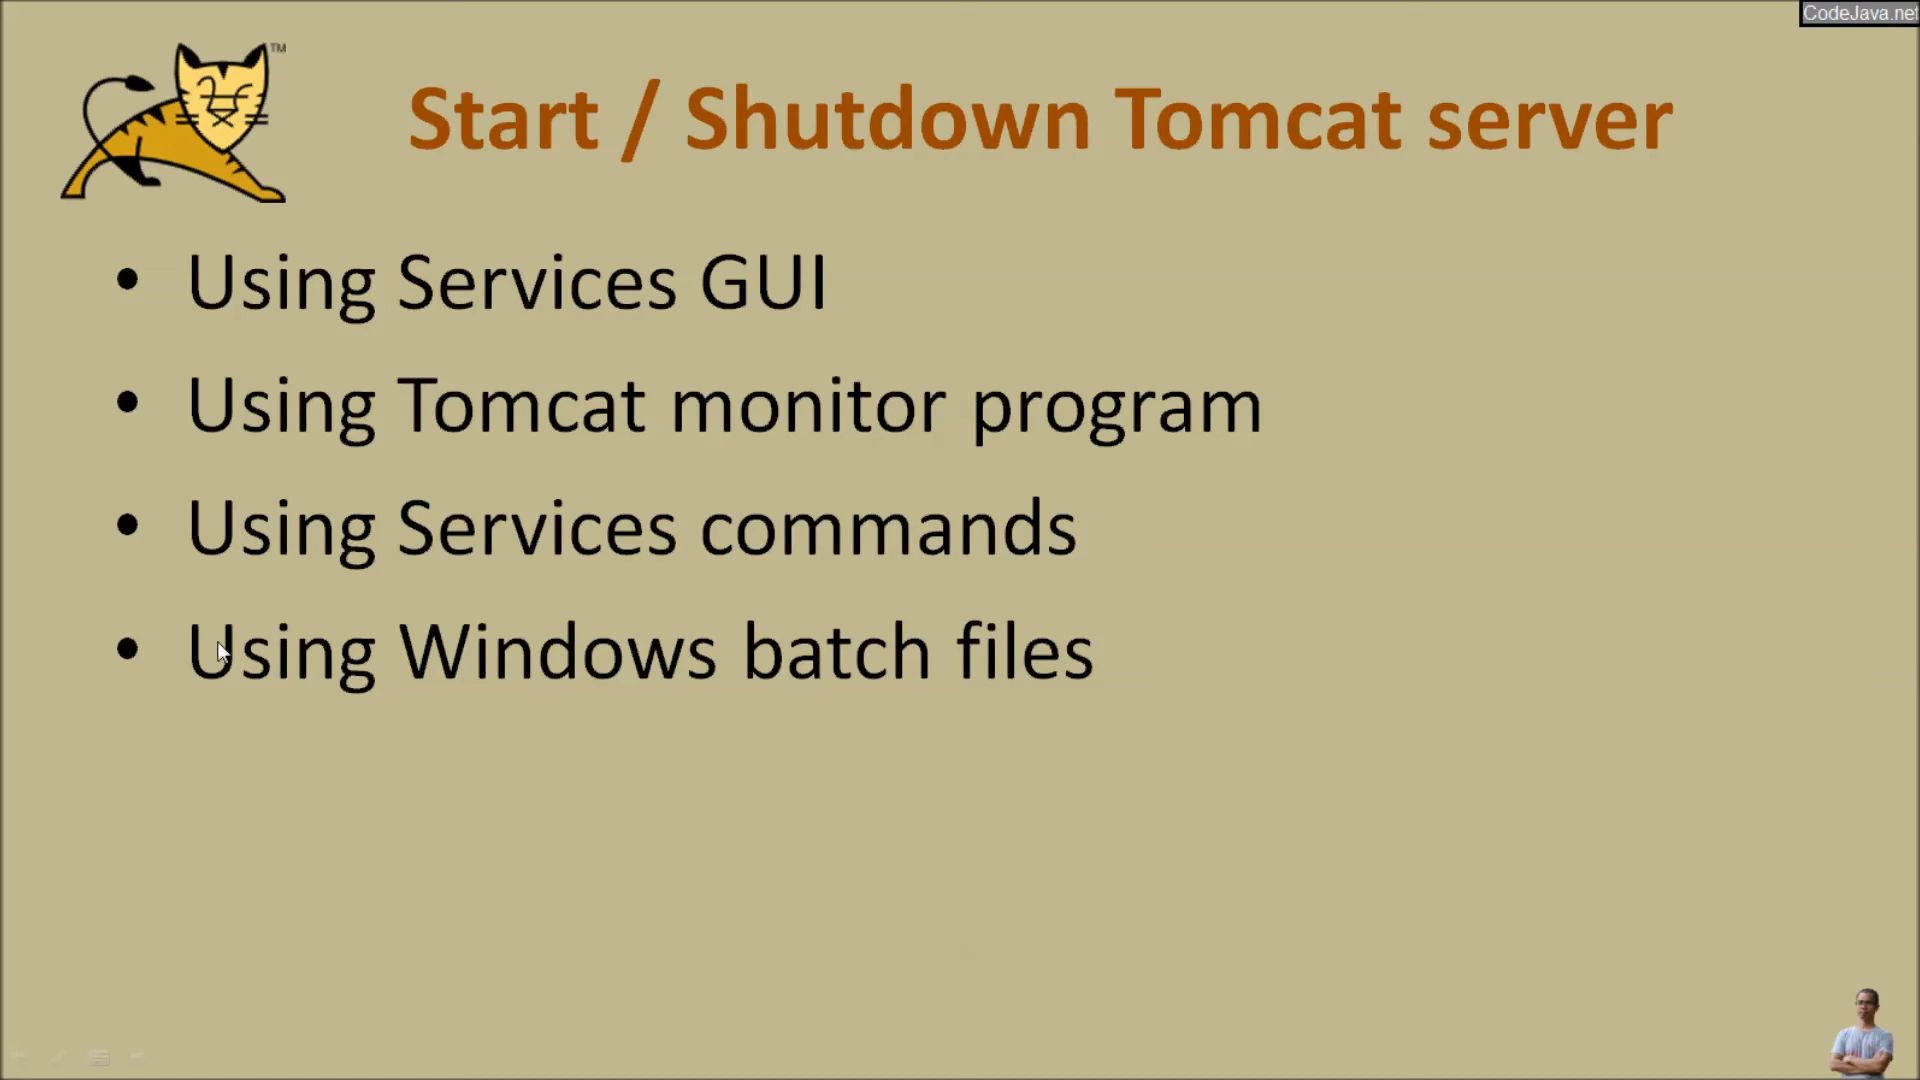 CodeJava.net
TM
Start / Shutdown Tomcat server
• Using Services GUI
• Using Tomcat monitor program
• Using Services commands
• Using Windows batch files